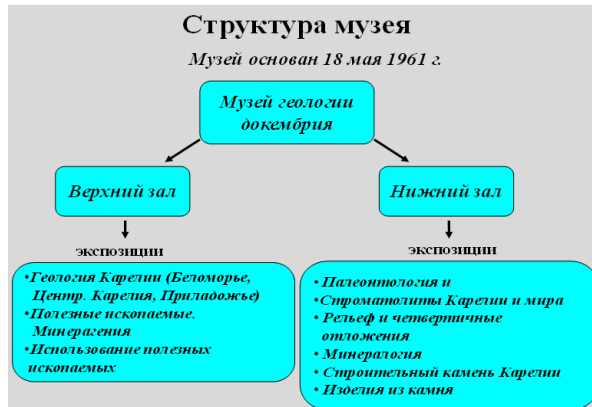 Структура музея
Музей основан 18 мая 1961 г.
Музей геологии
докембрия
Верхний зал
Нижний зал
экспозиции
•Геология Карелии (Беломорье,
Центр. Карелия, Приладожье)
•Полезные ископаемые.
Минерагения
•Использование полезных
ископаемых
экспозиции
•Палеонтология и
•Строматолиты Карелии и мира
•Рельеф и четвертичные
отложения
•Минералогия
•Строительный камень Карелии
•Изделия из камня